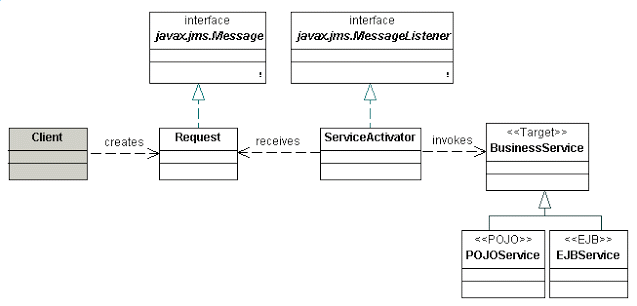 interface
javax.jms.Message
!
interface
javax.jms.MessageListener
!
Client
creates
Request
receives
ServiceActivator
invokes
<<Target>>
BusinessService
<<POJO>>
POJOService
<<EJB>>
EJBService